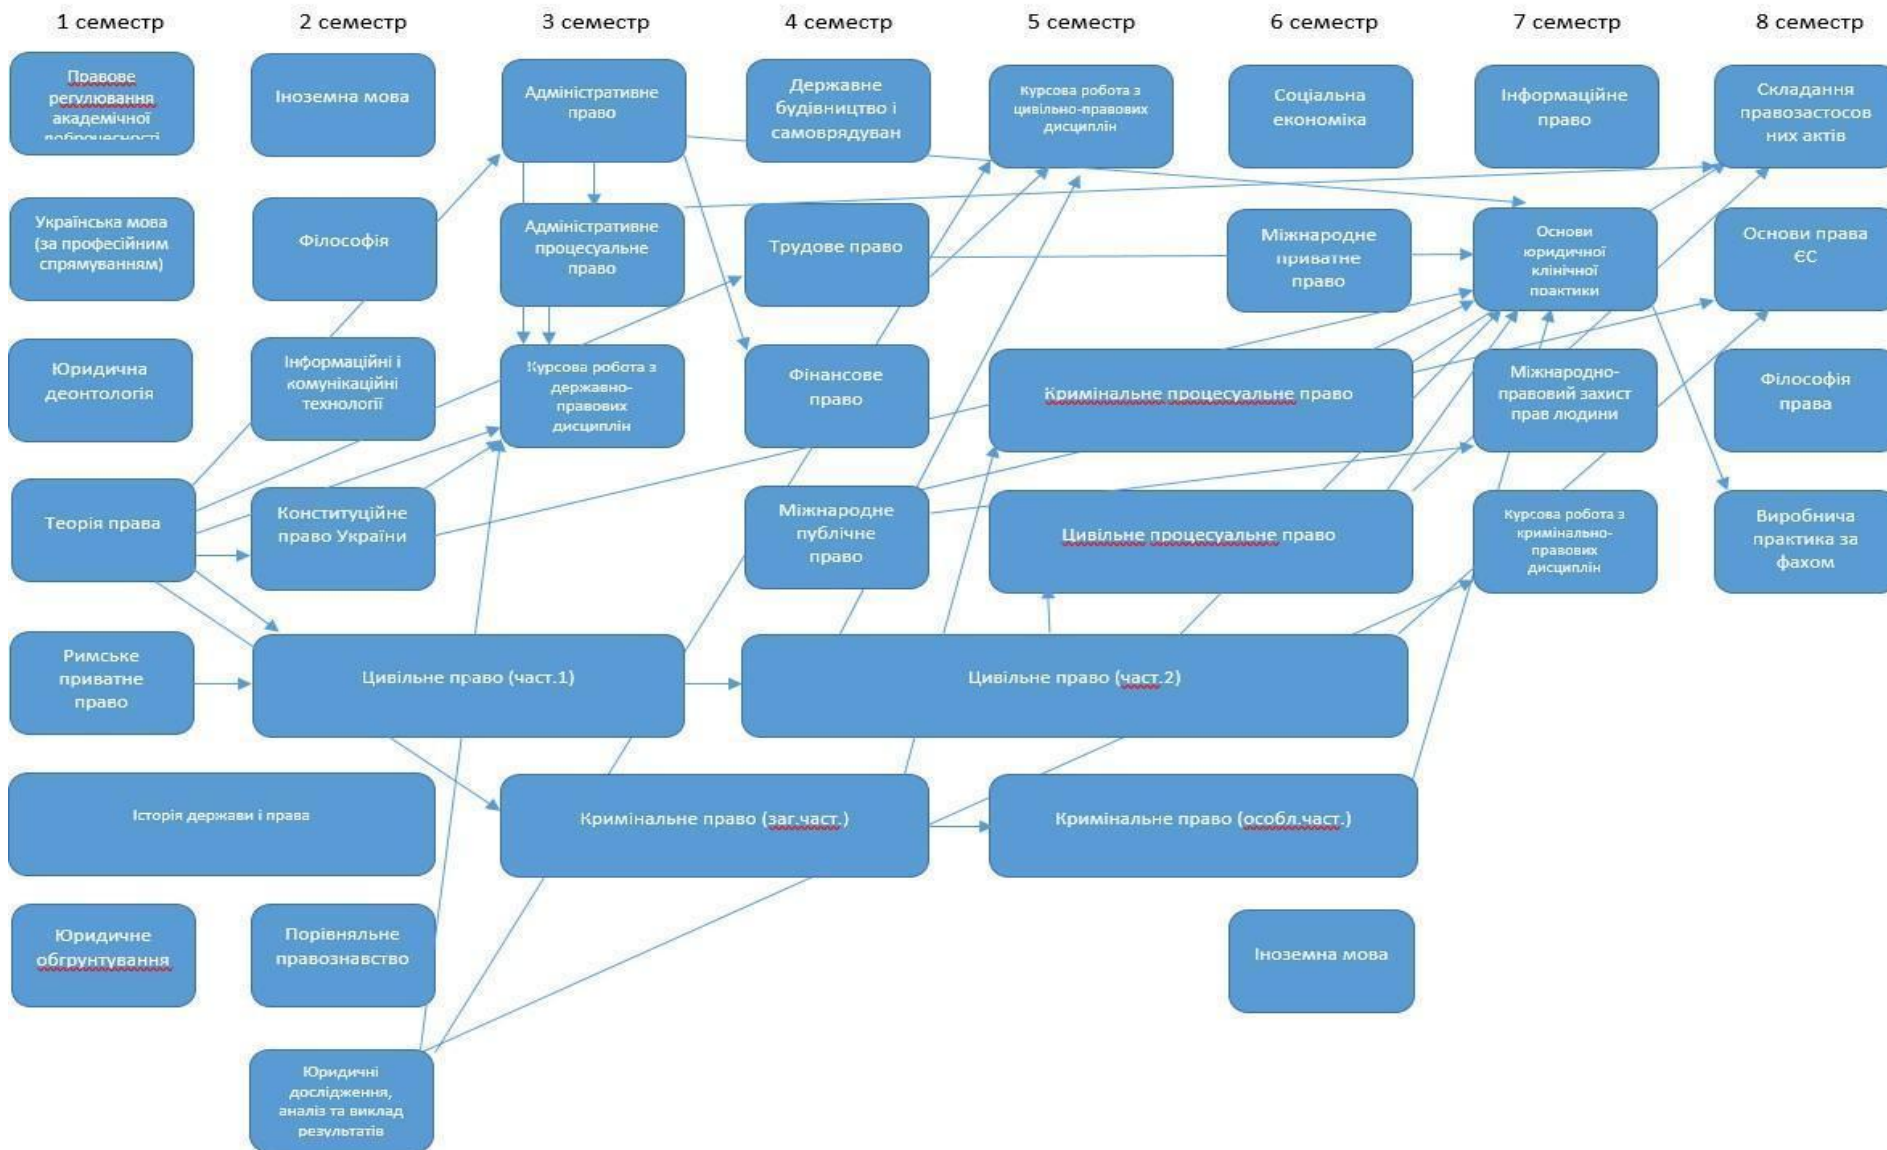 1 семестр
2 семестр
3 семестр
4 семестр
5 семестр
6 семестр
7 семестр
8 семестр
Правове
регулювання
академічної
доброчесності
Іноземна мова
Адміністративне
право
Державне
будівництво і
самоврядуван
Курсова робота з
цивільно-правових
дисциплін
Соціальна
економіка
Інформаційне
право
Складання
правозастосов
них актів
Українська мова
(за професійним
спрямуванням)
Філософія
Адміністративне
процесуальне
право
Трудове право
Міжнародне
приватне
право
Основи
юридичної
клінічної
практики
Основи права
ЄС
Юридична
деонтологія
Інформаційні і
комунікаційні
технології
Курсова робота з
державно-
правових
дисциплін
Фінансове
право
Кримінальне процесуальне право
Міжнародно-
правовий захист
прав людини
Філософія
права
Теорія права
Конституційне
право України
Міжнародне
публічне
право
Цивільне процесуальне право
Курсова робота з
кримінально-
правових
дисциплін
Виробнича
практика за
фахом
Римське
приватне
право
Цивільне право (част.1)
Цивільне право (част.2)
Історія держави і права
Кримінальне право (заг.част.)
Кримінальне право (особл.част.)
Юридичне
обгрунтування
Порівняльне
правознавство
Іноземна мова
Юридичні
дослідження,
аналіз та виклад
результатів